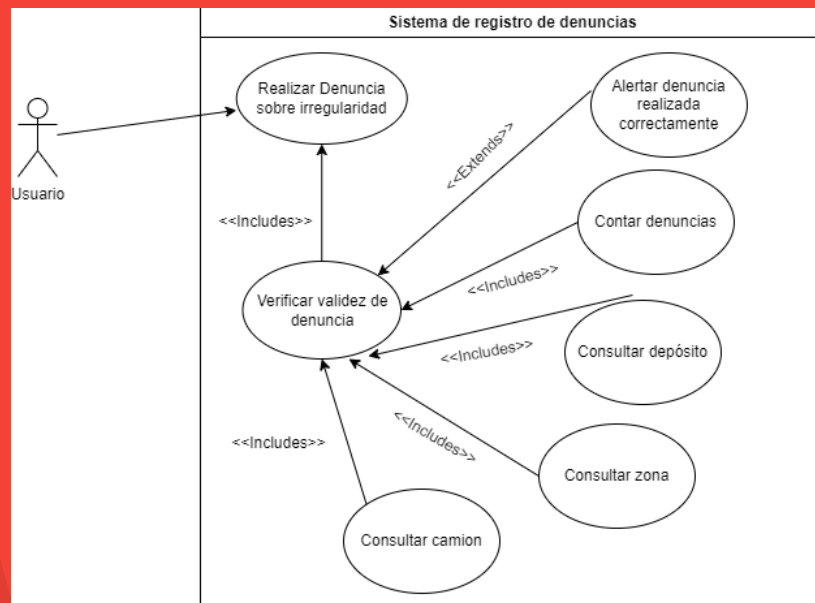 Sistema de registro de denuncias
Realizar Denuncia
sobre irregularidad
Alertar denuncia
realizada
correctamente
Usuario
<<Extends>>
<<Includes>>
Contar denuncias
<<Includes>>
Verificar validez de
denuncia
<<Includes>>
Consultar depósito
<<Includes>>
<<Includes>>
Consultar zona
Consultar camion